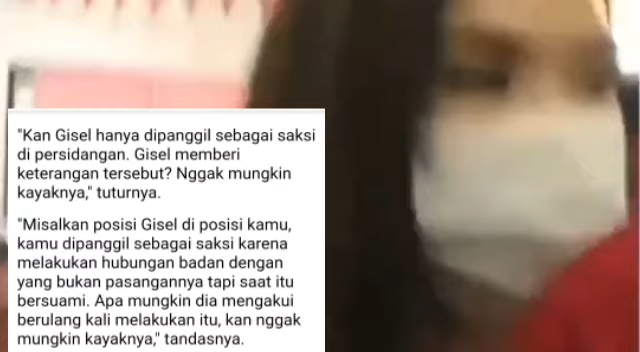 "Kan Gisel hanya dipanggil sebagai saksi
di persidangan. Gisel memberi
keterangan tersebut? Nggak mungkin
kayaknya," tuturnya.
"Misalkan posisi Gisel di posisi kamu,
kamu dipanggil sebagai saksi karena
melakukan hubungan badan dengan
yang bukan pasangannya tapi saat itu
bersuami. Apa mungkin dia mengakui
berulang kali melakukan itu, kan nggak
mungkin kayaknya," tandasnya.